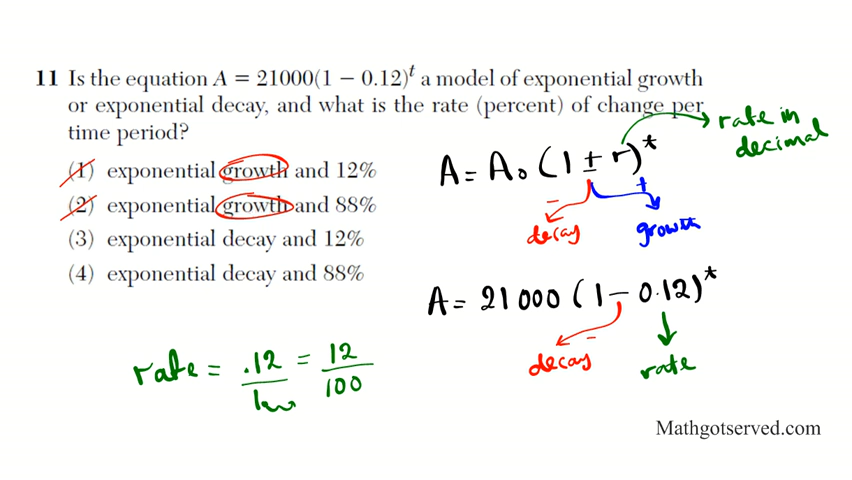 11 Is the equation A = 21000(1 − 0.12)^t a model of exponential growth
or exponential decay, and what is the rate (percent) of change per
time period?
(1) exponential growth and 12%
(2) exponential growth and 88%
(3) exponential decay and 12%
(4) exponential decay and 88%
rate in
decimal
A = A₀ (1 ± r)^t
− +
decay growth
A = 21000 (1 − 0.12)^t
−
decay rate
rate = .12/100 = 12/100
Mathgotserved.com